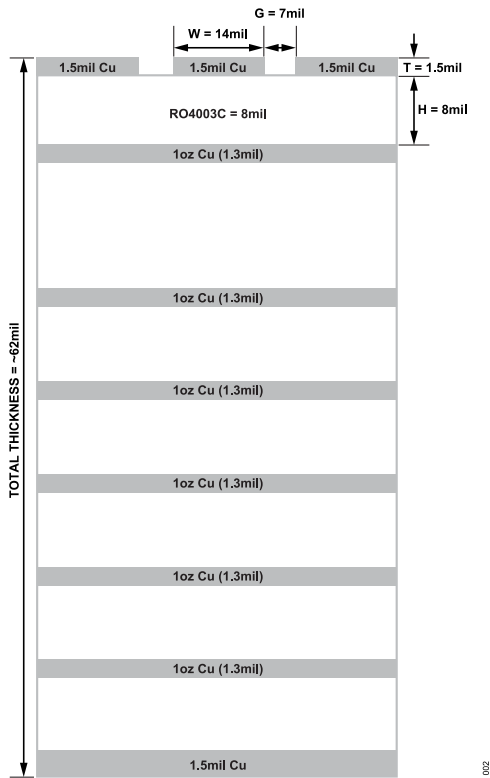 G = 7mil
W = 14mil
1.5mil Cu
1.5mil Cu
1.5mil Cu
T = 1.5mil
RO4003C = 8mil
H = 8mil
1oz Cu (1.3mil)
1oz Cu (1.3mil)
1oz Cu (1.3mil)
TOTAL THICKNESS = ~62mil
1oz Cu (1.3mil)
1oz Cu (1.3mil)
1oz Cu (1.3mil)
1.5mil Cu
002